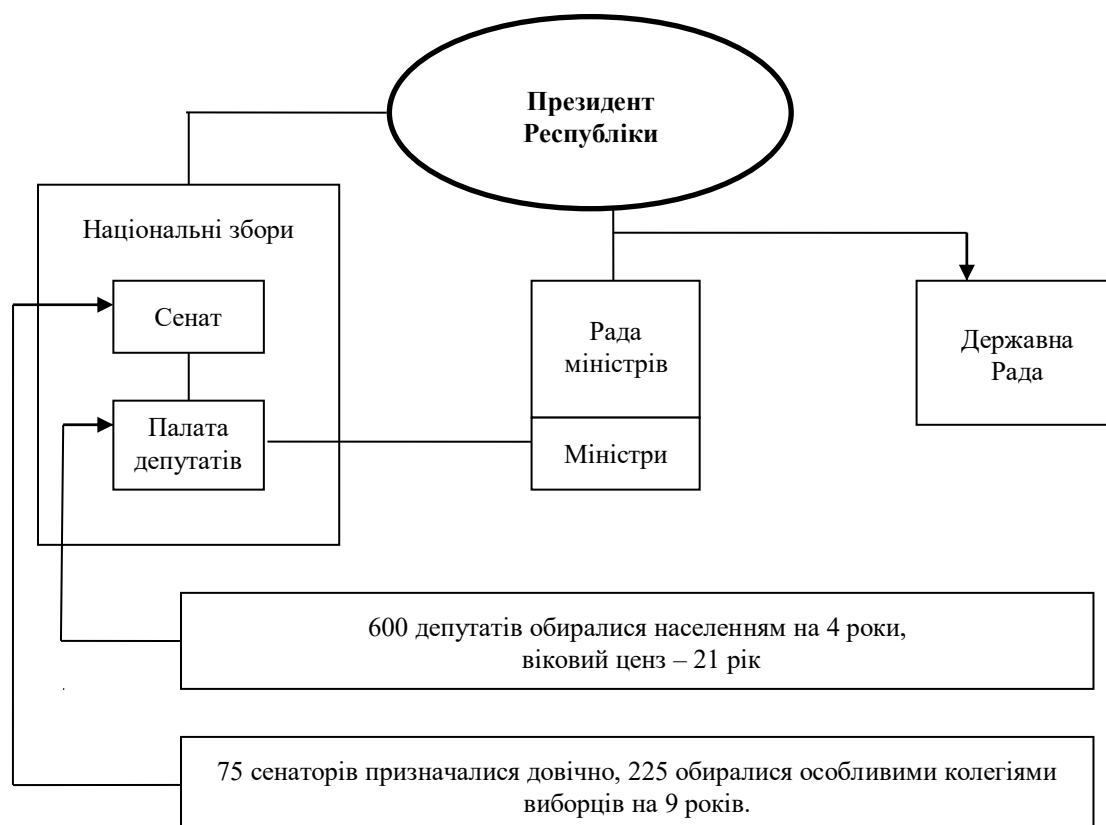 Президент
Республіки
Національні збори
Сенат
Палата
депутатів
Рада
міністрів
Міністри
Державна
Рада
600 депутатів обиралися населенням на 4 роки,
віковий ценз – 21 рік
75 сенаторів призначалися довічно, 225 обиралися особливими колегіями
виборців на 9 років.